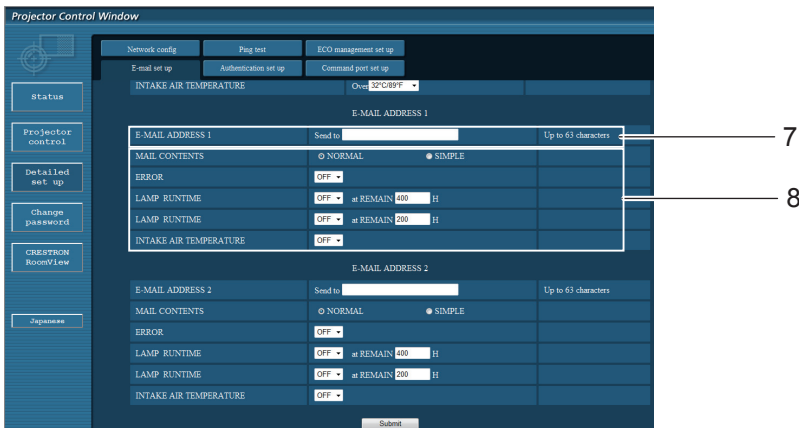 Projector Control Window
Network config Ping test ECO management set up
E-mail set up Authentication set up Command port set up
INTAKE AIR TEMPERATURE Over 32°C/89°F
E-MAIL ADDRESS 1
E-MAIL ADDRESS 1 Send to Up to 63 characters
MAIL CONTENTS NORMAL SIMPLE
ERROR OFF
LAMP RUNTIME OFF at REMAIN 400 H
LAMP RUNTIME OFF at REMAIN 200 H
INTAKE AIR TEMPERATURE OFF
E-MAIL ADDRESS 2
E-MAIL ADDRESS 2 Send to Up to 63 characters
MAIL CONTENTS NORMAL SIMPLE
ERROR OFF
LAMP RUNTIME OFF at REMAIN 400 H
LAMP RUNTIME OFF at REMAIN 200 H
INTAKE AIR TEMPERATURE OFF
Submit
Status
Projector
control
Detailed
set up
Change
password
CRESTRON
RoomView
Japanese
7
8